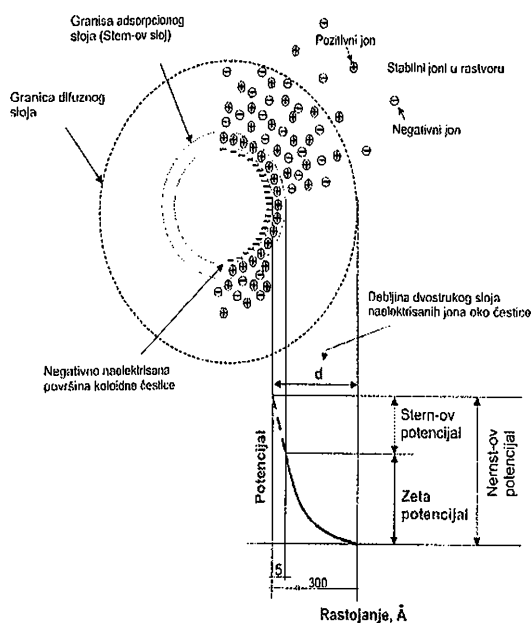 Granica adsorpcionog
sloja (Stern-ov sloj)
Pozitivni jon
Stabilni joni u rastvoru
Granica difuznog
sloja
Negativni jon
Debljina dvostrukog sloja
naelektrisanih jona oko čestice
Negativno naelektrisana
površina koloidne čestice
d
Potencijal
Stern-ov
potencijal
Zeta
potencijal
Nernst-ov
potencijal
5
300
Rastojanje, Å